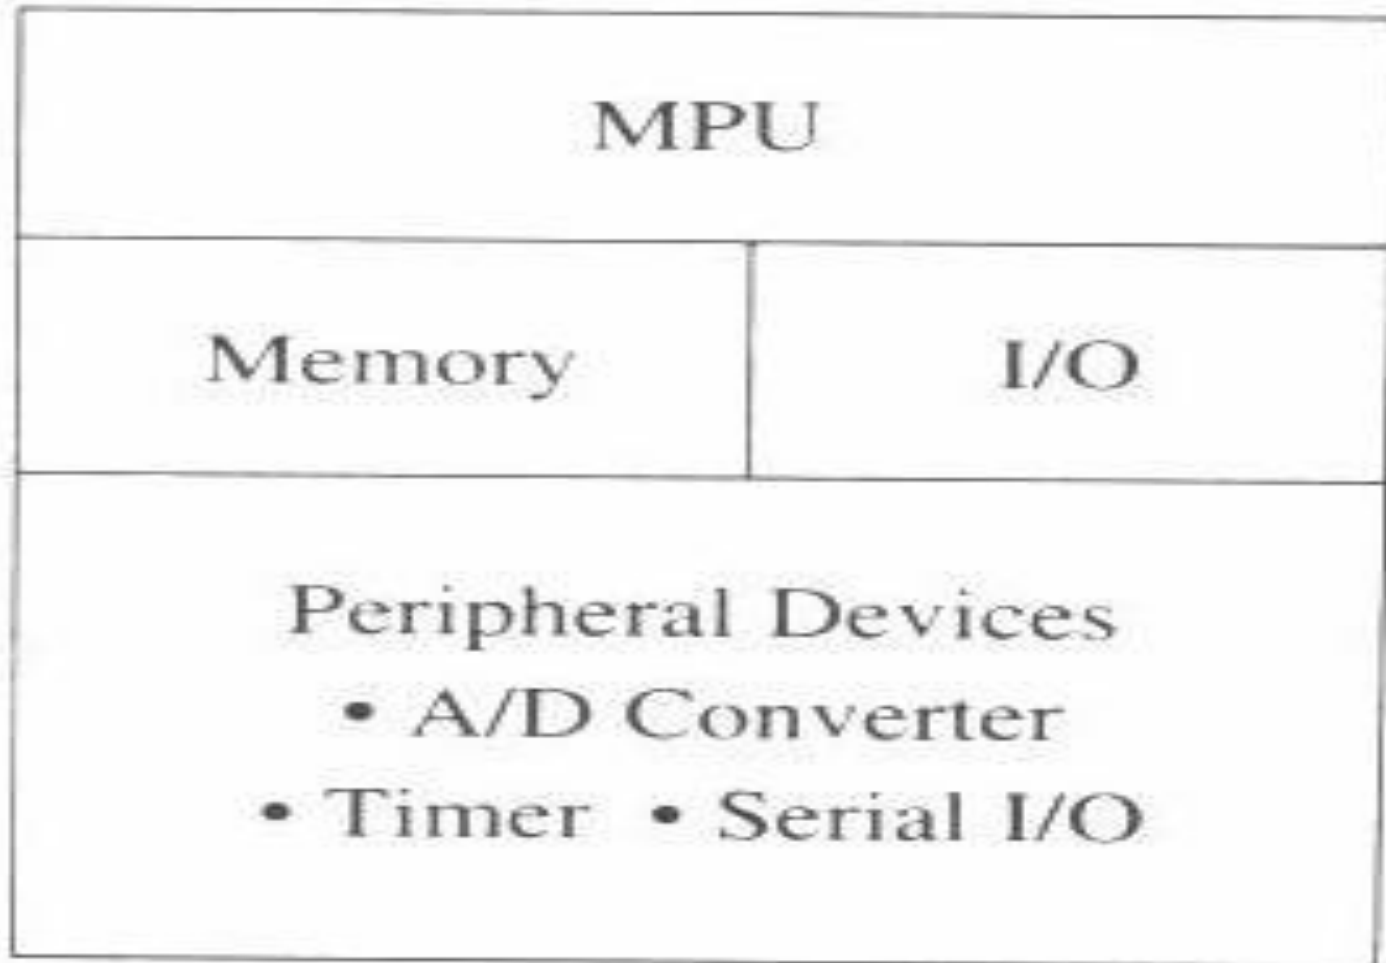 MPU
Memory
I/O
Peripheral Devices
• A/D Converter
• Timer • Serial I/O